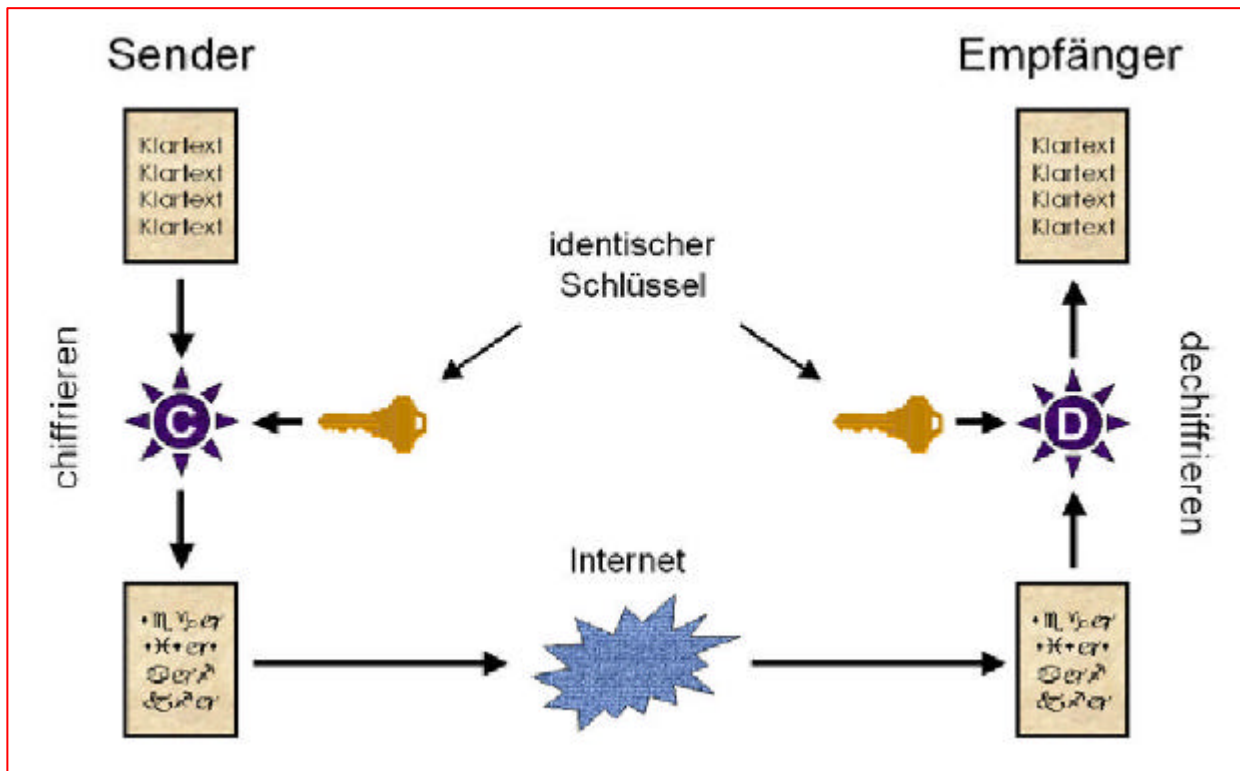 Sender
Empfänger
Klartext
Klartext
Klartext
Klartext
Klartext
Klartext
Klartext
Klartext
identischer
Schlüssel
chiffrieren
C
D
dechiffrieren
Internet